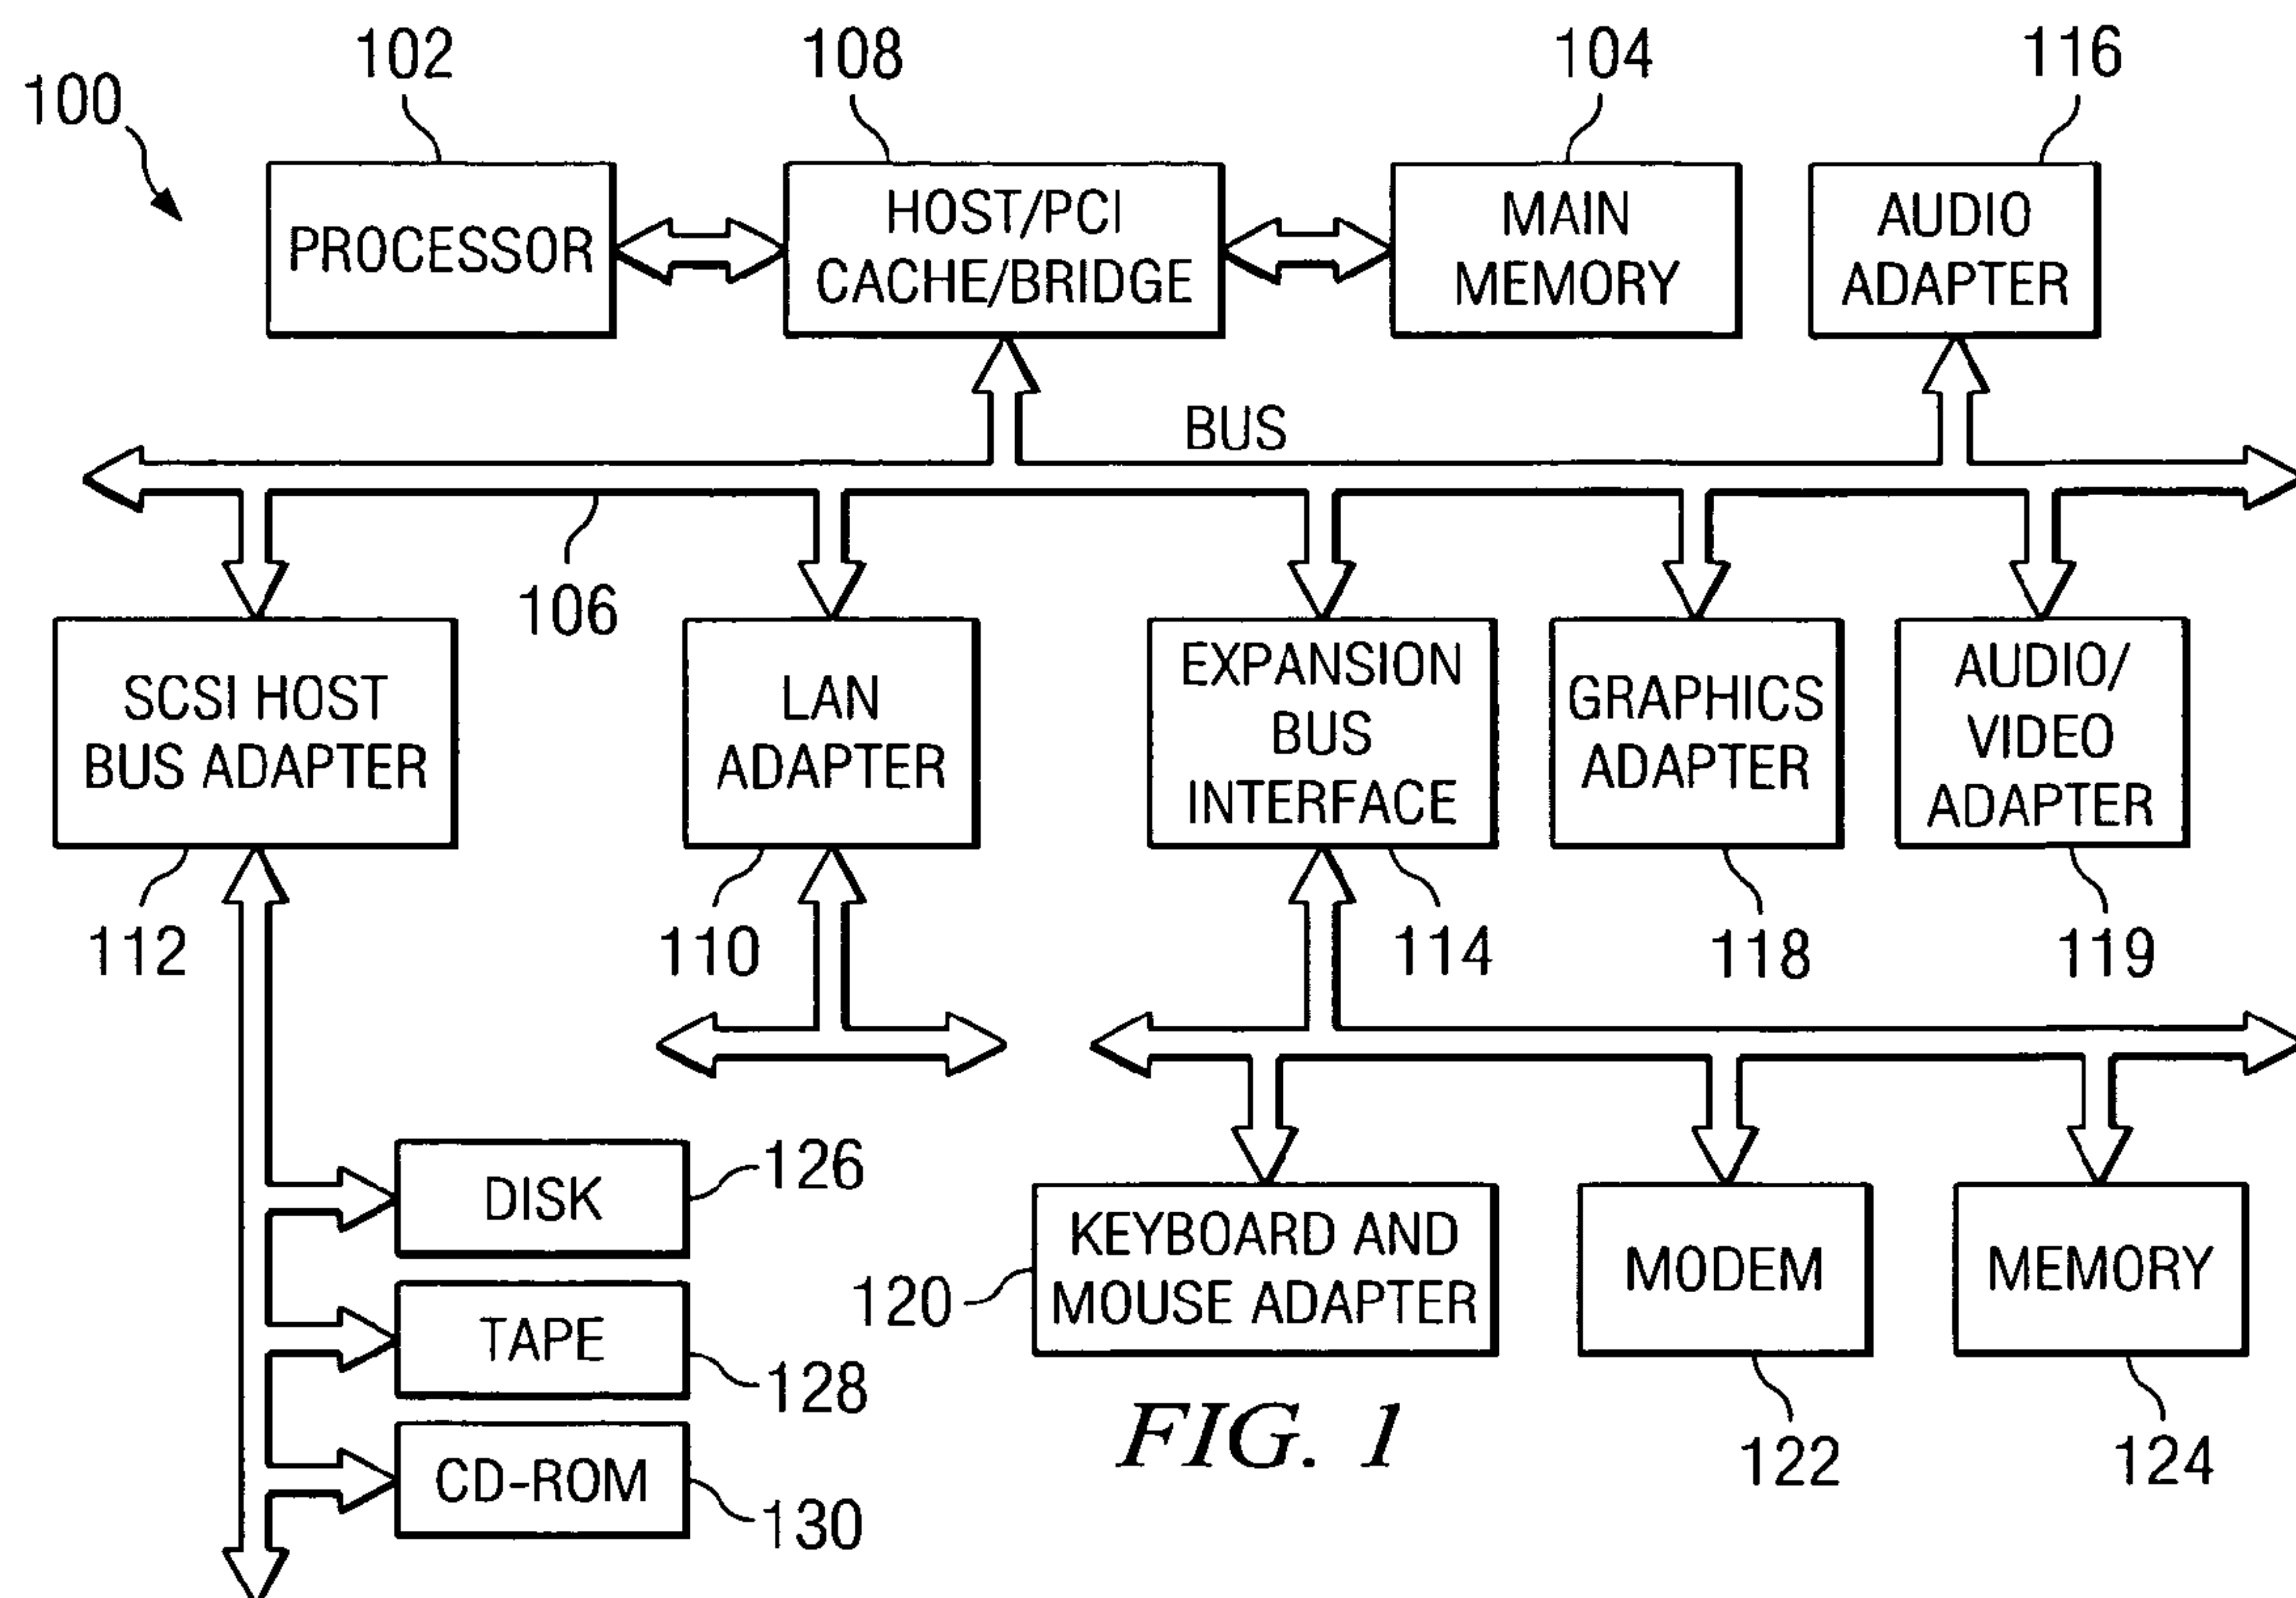 100
102
108
104
116
PROCESSOR
HOST/PCI
CACHE/BRIDGE
MAIN
MEMORY
AUDIO
ADAPTER
BUS
106
SCSI HOST
BUS ADAPTER
LAN
ADAPTER
EXPANSION
BUS
INTERFACE
GRAPHICS
ADAPTER
AUDIO/
VIDEO
ADAPTER
112
110
114
118
119
DISK
126
TAPE
128
CD-ROM
130
120
KEYBOARD AND
MOUSE ADAPTER
MODEM
MEMORY
122
124
FIG. 1